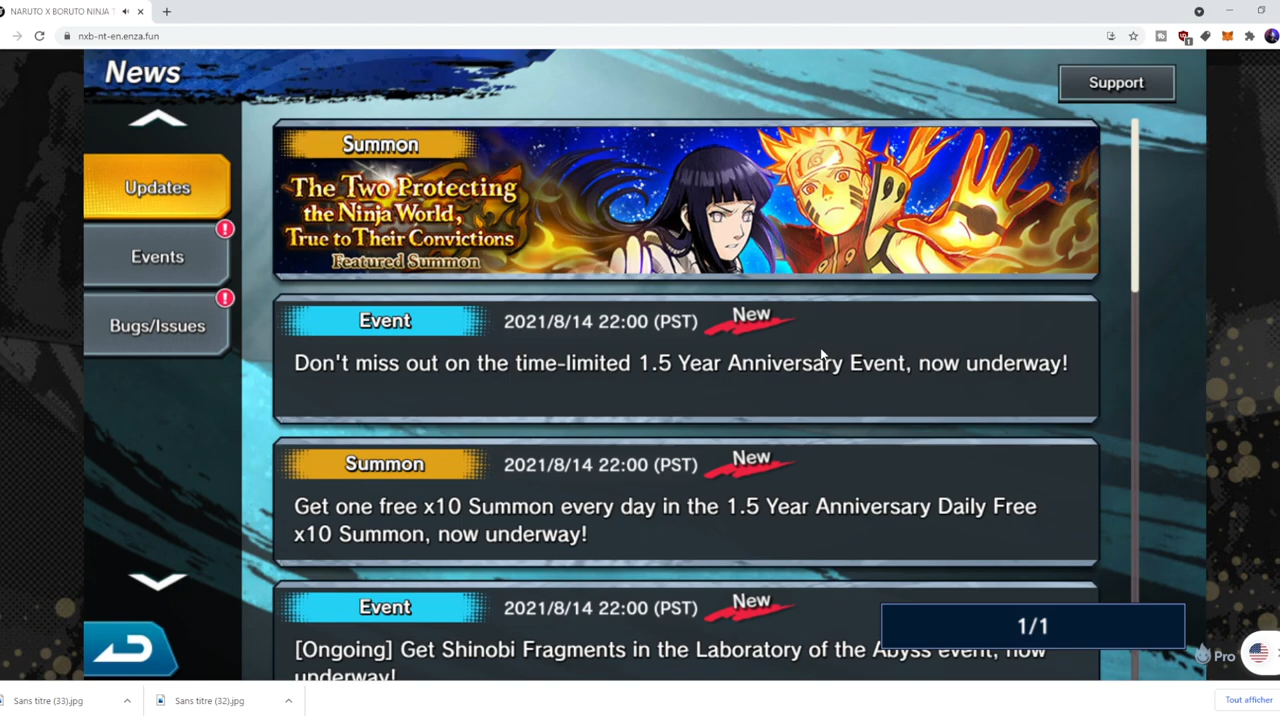 NARUTO X BORUTO NINJA T
nxb-nt-en.enza.fun
News
Support
Updates
Events
Bugs/Issues
Summon
The Two Protecting
the Ninja World,
True to Their Convictions
Featured Summon
Event 2021/8/14 22:00 (PST) New
Don't miss out on the time-limited 1.5 Year Anniversary Event, now underway!
Summon 2021/8/14 22:00 (PST) New
Get one free x10 Summon every day in the 1.5 Year Anniversary Daily Free
x10 Summon, now underway!
Event 2021/8/14 22:00 (PST) New
[Ongoing] Get Shinobi Fragments in the Laboratory of the Abyss event, now
underway!
1/1
Pro
Sans titre (33).jpg
Sans titre (32).jpg
Tout afficher